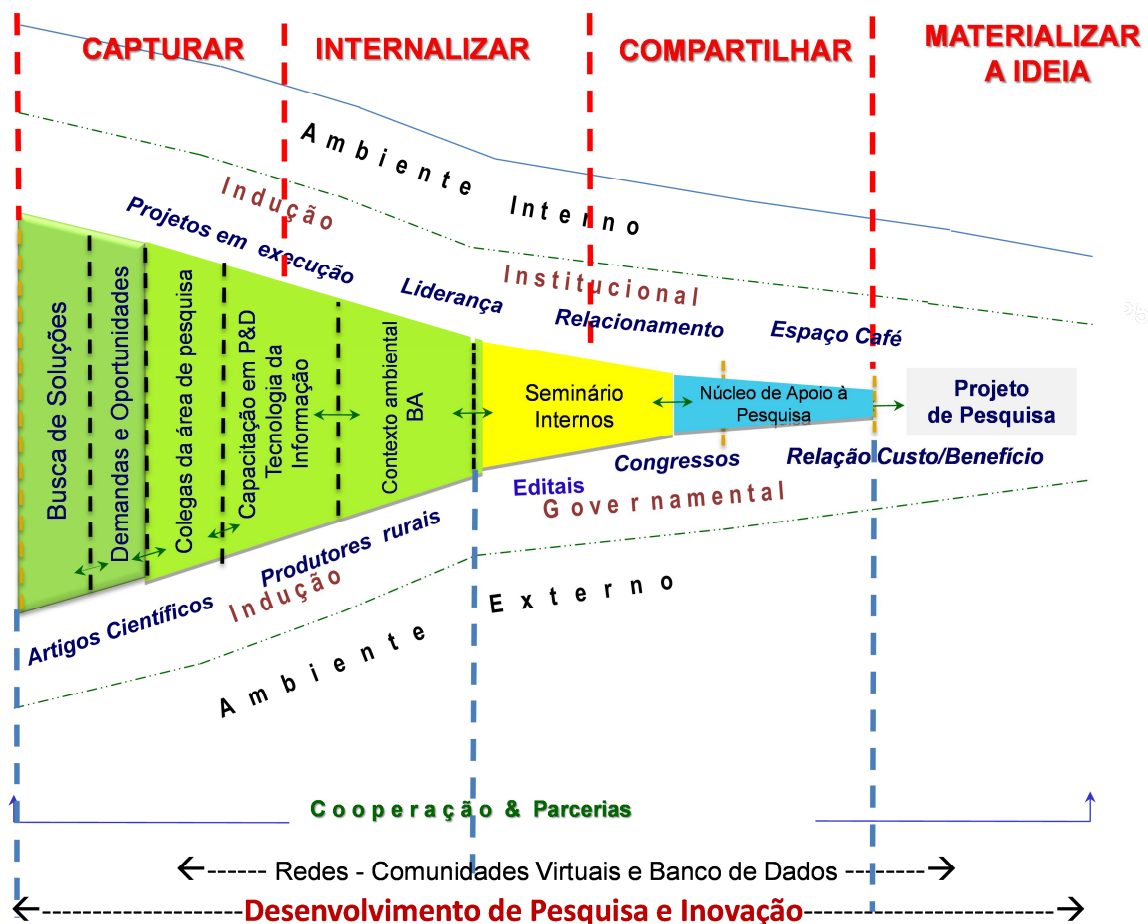 CAPTURAR
INTERNALIZAR
COMPARTILHAR
MATERIALIZAR
A IDEIA
Ambiente Interno
Indução
Institucional
Projetos em execução
Liderança
Relacionamento
Espaço Café
Busca de Soluções
Demandas e Oportunidades
Colegas da área de pesquisa
Capacitação em P&D
Tecnologia da
Informação
Contexto ambiental
BA
Seminário
Internos
Núcleo de Apoio à
Pesquisa
Projeto
de Pesquisa
Artigos Científicos
Produtores rurais
Editais
Congressos
Relação Custo/Benefício
Indução
Governamental
Ambiente Externo
Cooperação & Parcerias
Redes - Comunidades Virtuais e Banco de Dados
Desenvolvimento de Pesquisa e Inovação